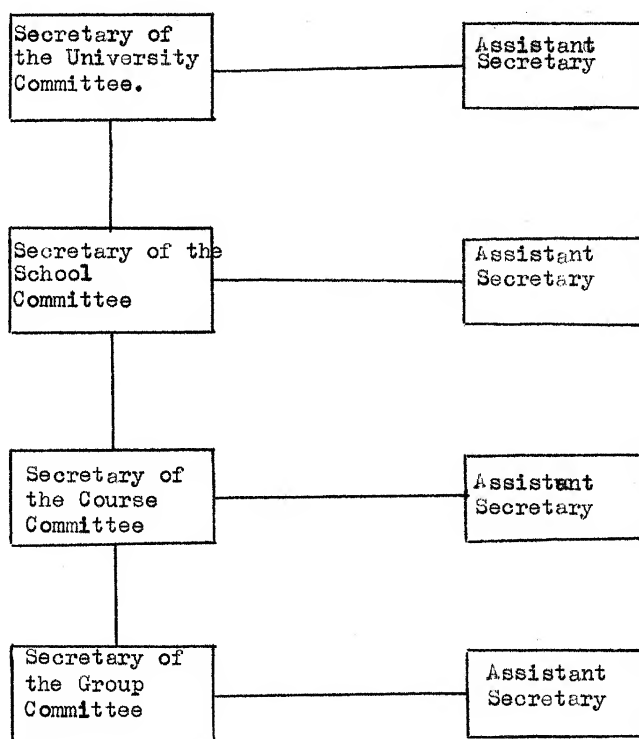 Secretary of
the University
Committee.
Assistant
Secretary
Secretary of the
School
Committee
Assistant
Secretary
Secretary of
the Course
Committee
Assistant
Secretary
Secretary of
the Group
Committee
Assistant
Secretary